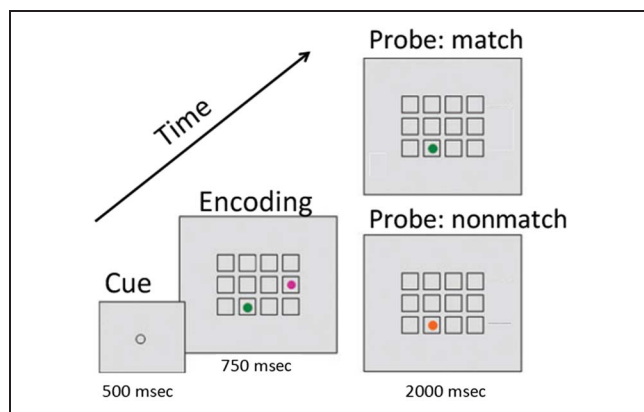 Probe: match
Time
Encoding
Probe: nonmatch
Cue
750 msec
500 msec
2000 msec